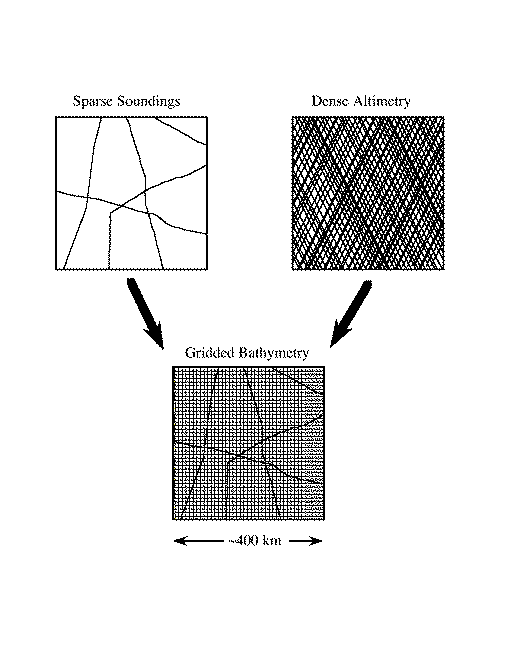 Sparse Soundings
Dense Altimetry
Gridded Bathymetry
~400 km